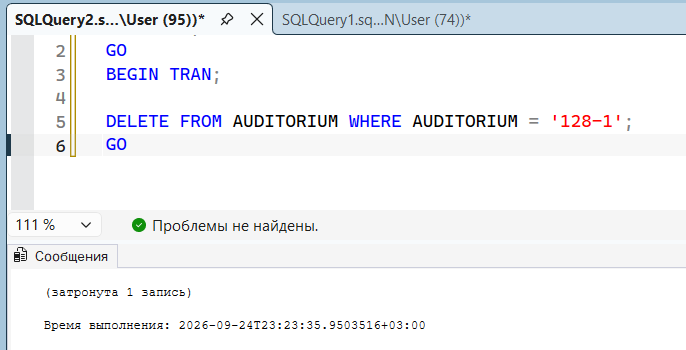 SQLQuery2.s...\User (95))* SQLQuery1.sq...N\User (74))*
2 GO
3 BEGIN TRAN;
4
5 DELETE FROM AUDITORIUM WHERE AUDITORIUM = '128-1';
6 GO
111 % Проблемы не найдены.
Сообщения
(затронута 1 запись)
Время выполнения: 2026-09-24T23:23:35.9503516+03:00